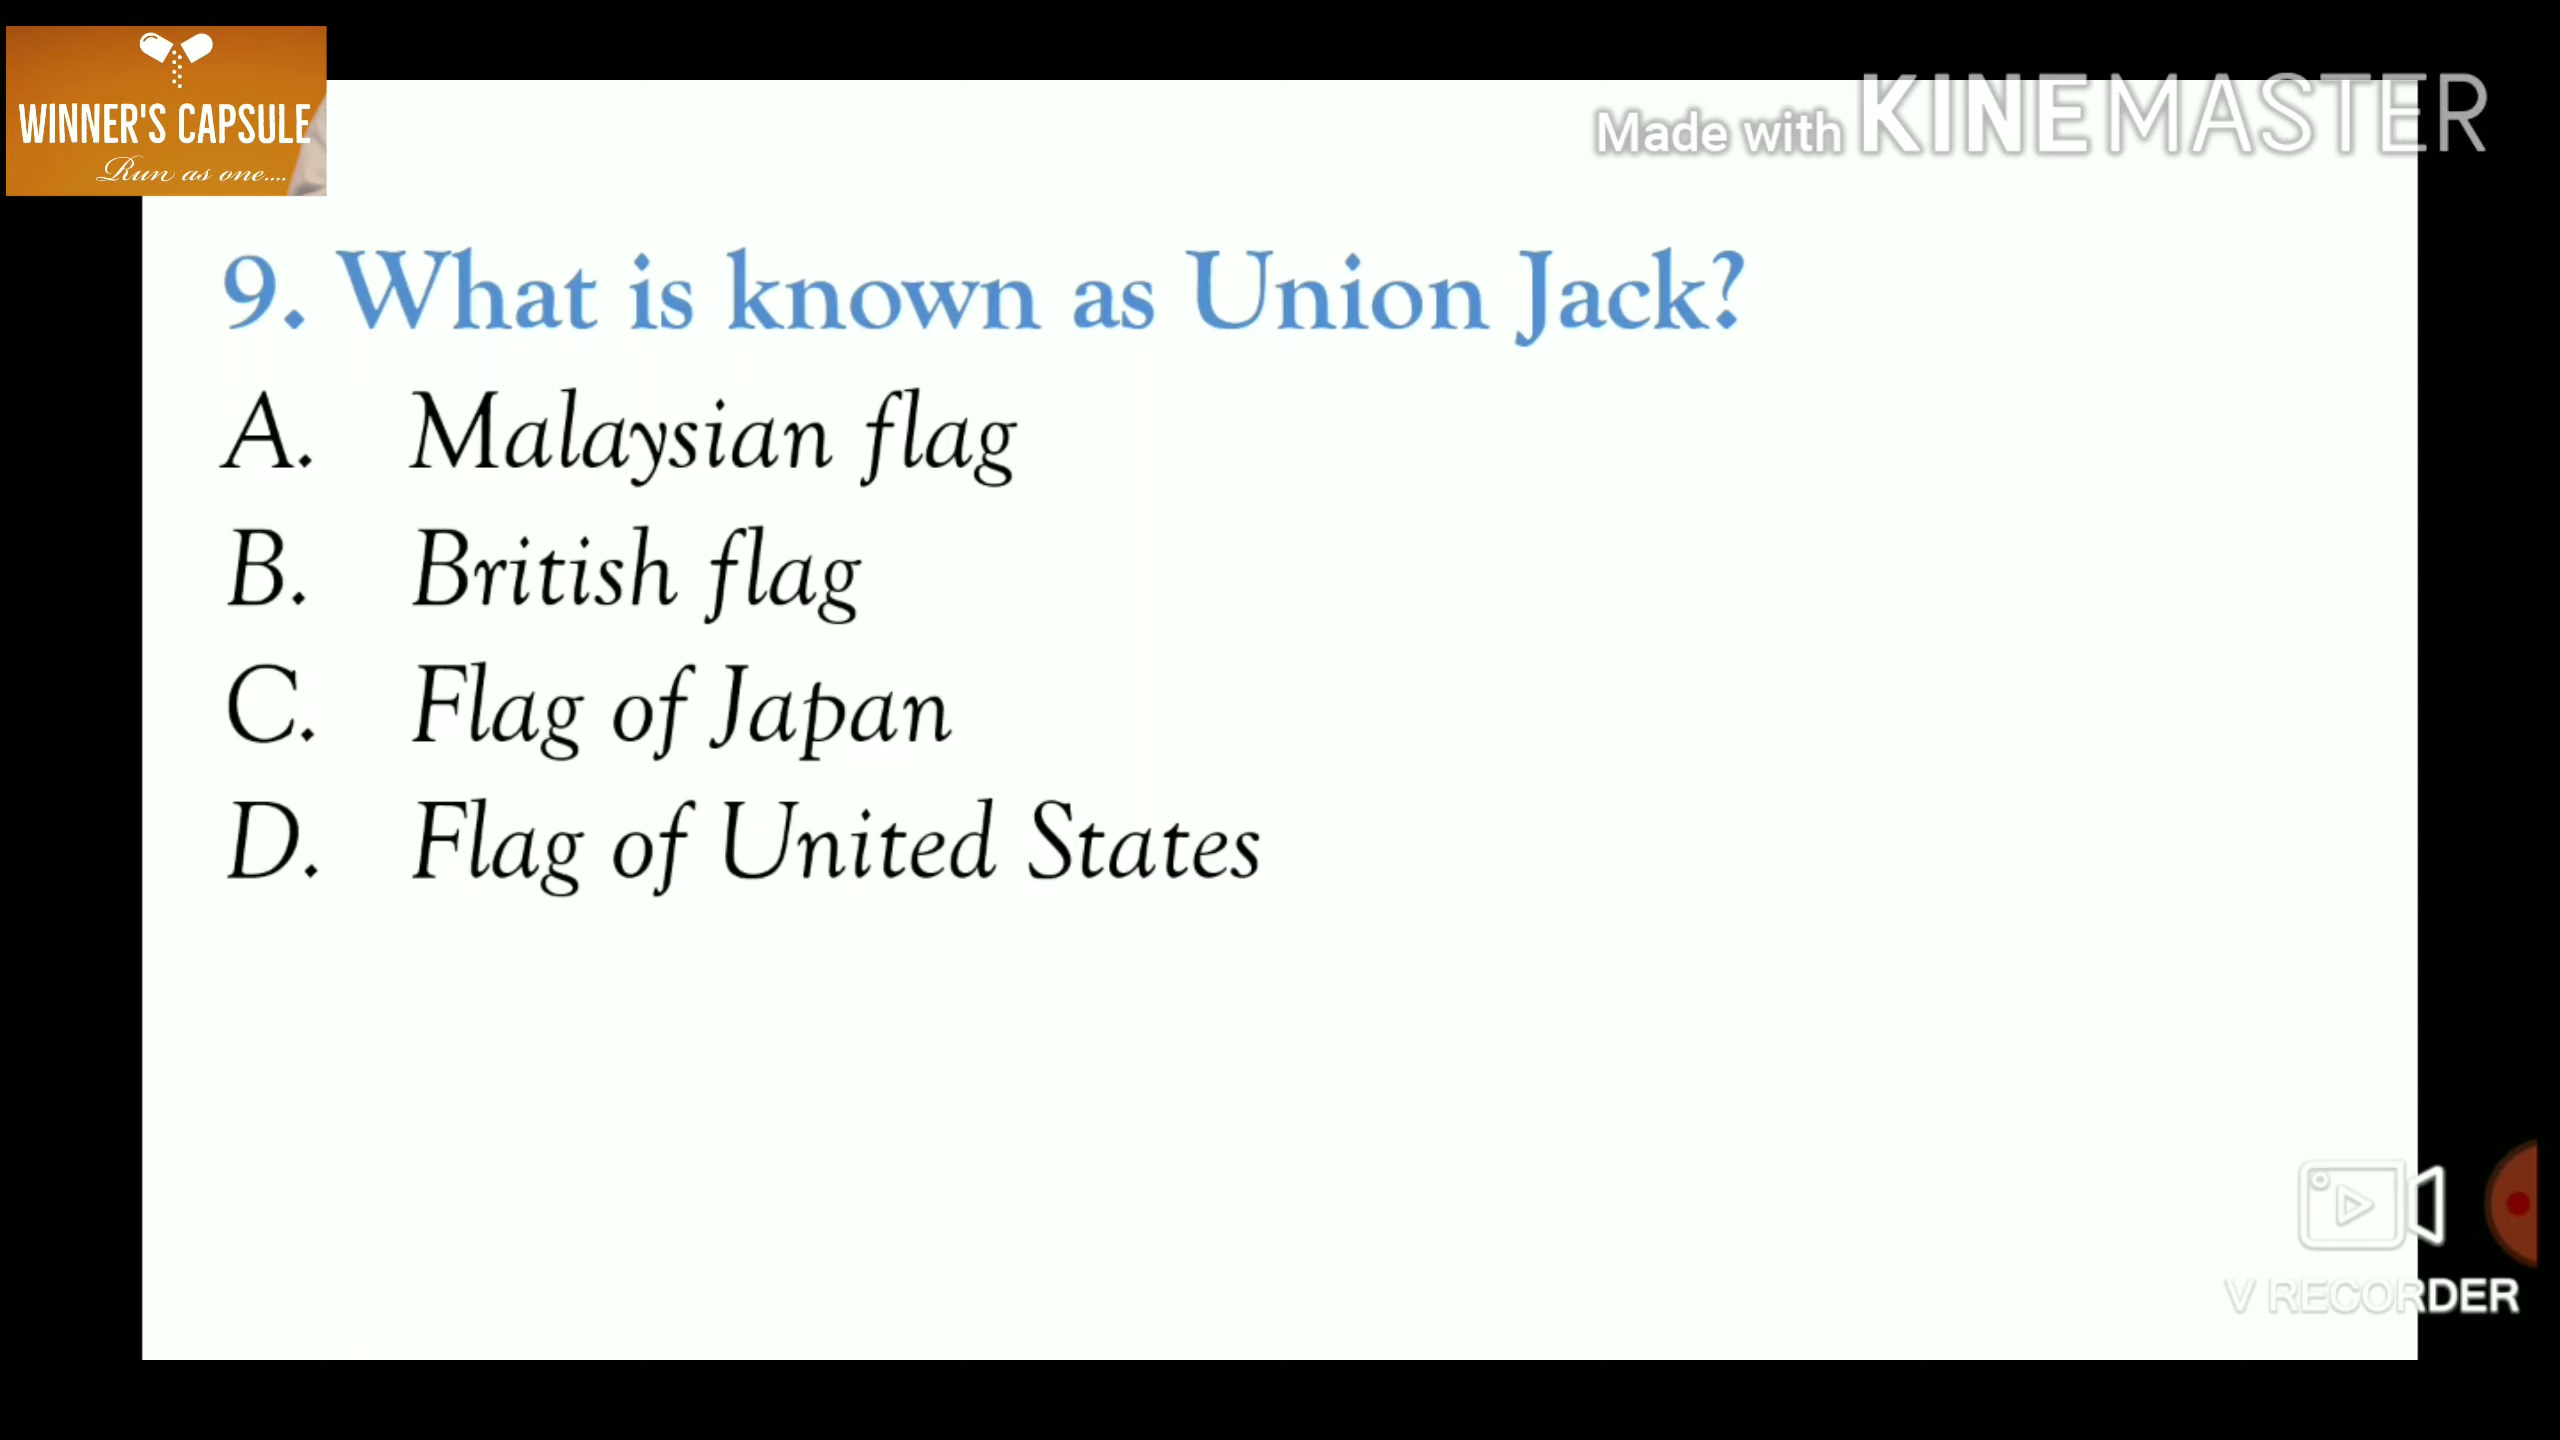 WINNER'S CAPSULE
Run as one....
Made with KINEMASTER
9. What is known as Union Jack?
A. Malaysian flag
B. British flag
C. Flag of Japan
D. Flag of United States
V RECORDER